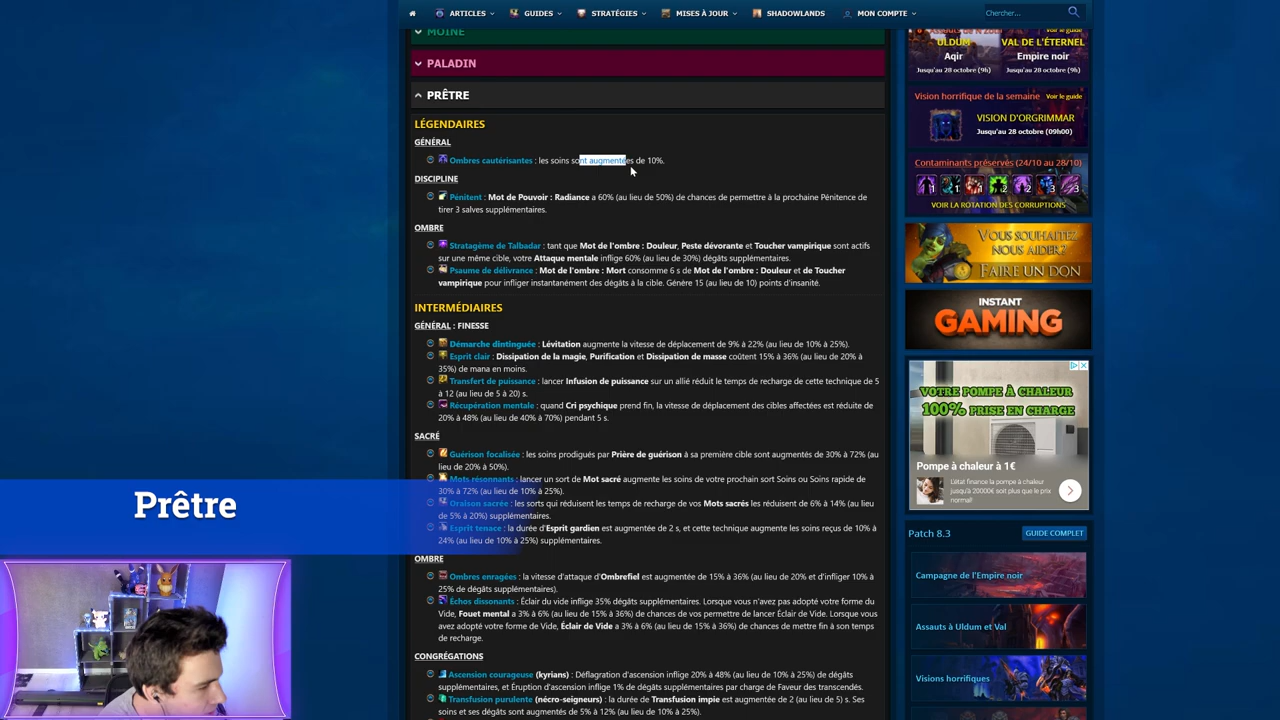 ARTICLES
GUIDES
STRATÉGIES
MISES À JOUR
SHADOWLANDS
MON COMPTE
Chercher...
MOINE
PALADIN
PRÊTRE
LÉGENDAIRES
GÉNÉRAL
Ombres cautérisantes : les soins sont augmentées de 10%.
DISCIPLINE
Pénitent : Mot de Pouvoir : Radiance a 60% (au lieu de 50%) de chances de permettre à la prochaine Pénitence de
tirer 3 salves supplémentaires.
OMBRE
Stratagème de Talbadar : tant que Mot de l'ombre : Douleur, Peste dévorante et Toucher vampirique sont actifs
sur une même cible, votre Attaque mentale inflige 60% (au lieu de 30%) dégâts supplémentaires.
Psaume de délivrance : Mot de l'ombre : Mort consomme 6 s de Mot de l'ombre : Douleur et de Toucher
vampirique pour infliger instantanément des dégâts à la cible. Génère 15 (au lieu de 10) points d'insanité.
INTERMÉDIAIRES
GÉNÉRAL : FINESSE
Démarche dintinguée : Lévitation augmente la vitesse de déplacement de 9% à 22% (au lieu de 10% à 25%).
Esprit clair : Dissipation de la magie, Purification et Dissipation de masse coûtent 15% à 36% (au lieu de 20% à
35%) de mana en moins.
Transfert de puissance : lancer Infusion de puissance sur un allié réduit le temps de recharge de cette technique de 5
à 12 (au lieu de 5 à 20) s.
Récupération mentale : quand Cri psychique prend fin, la vitesse de déplacement des cibles affectées est réduite de
20% à 48% (au lieu de 40% à 70%) pendant 5 s.
SACRÉ
Guérison focalisée : les soins prodigués par Prière de guérison à sa première cible sont augmentés de 30% à 72% (au
lieu de 20% à 50%).
Mots résonnants : lancer un sort de Mot sacré augmente les soins de votre prochain sort Soins ou Soins rapide de
30% à 72% (au lieu de 10% à 25%).
Oraison sacrée : les sorts qui réduisent les temps de recharge de vos Mots sacrés les réduisent de 6% à 14% (au lieu
de 5% à 20%) supplémentaires.
Esprit tenace : la durée d'Esprit gardien est augmentée de 2 s, et cette technique augmente les soins reçus de 10% à
24% (au lieu de 10% à 25%) supplémentaires.
OMBRE
Ombres enragées : la vitesse d'attaque d'Ombrefiel est augmentée de 15% à 36% (au lieu de 20% et d'infliger 10% à
25% de dégâts supplémentaires).
Échos dissonants : Éclair du vide inflige 35% dégâts supplémentaires. Lorsque vous n'avez pas adopté votre forme du
Vide, Fouet mental a 3% à 6% (au lieu de 15% à 36%) de chances de vos permettre de lancer Éclair de Vide. Lorsque vous
avez adopté votre forme de Vide, Éclair de Vide a 3% à 6% (au lieu de 15% à 36%) de chances de mettre fin à son temps
de recharge.
CONGRÉGATIONS
Ascension courageuse (kyrians) : Déflagration d'ascension inflige 20% à 48% (au lieu de 10% à 25%) de dégâts
supplémentaires, et Éruption d'ascension inflige 1% de dégâts supplémentaires par charge de Faveur des transcendés.
Transfusion purulente (nécro-seigneurs) : la durée de Transfusion impie est augmentée de 2 (au lieu de 5) s. Ses
soins et ses dégâts sont augmentés de 5% à 12% (au lieu de 10% à 25%).
Prêtre
Voir le guide
ULDUM
VAL DE L'ÉTERNEL
Aqir
Empire noir
Jusqu'au 28 octobre (9h)
Jusqu'au 28 octobre (9h)
Vision horrifique de la semaine
Voir le guide
VISION D'ORGRIMMAR
Jusqu'au 28 octobre (09h00)
Contaminants préservés (24/10 au 28/10)
1
1
1
2
2
3
3
VOIR LA ROTATION DES CORRUPTIONS
VOUS SOUHAITEZ
NOUS AIDER?
FAIRE UN DON
INSTANT
GAMING
VOTRE POMPE À CHALEUR
100% PRISE EN CHARGE
Pompe à chaleur à 1€
L'état finance la pompe à chaleur
jusqu'à 20000€ soit plus que le prix
normal!
Patch 8.3
GUIDE COMPLET
Campagne de l'Empire noir
Assauts à Uldum et Val
Visions horrifiques